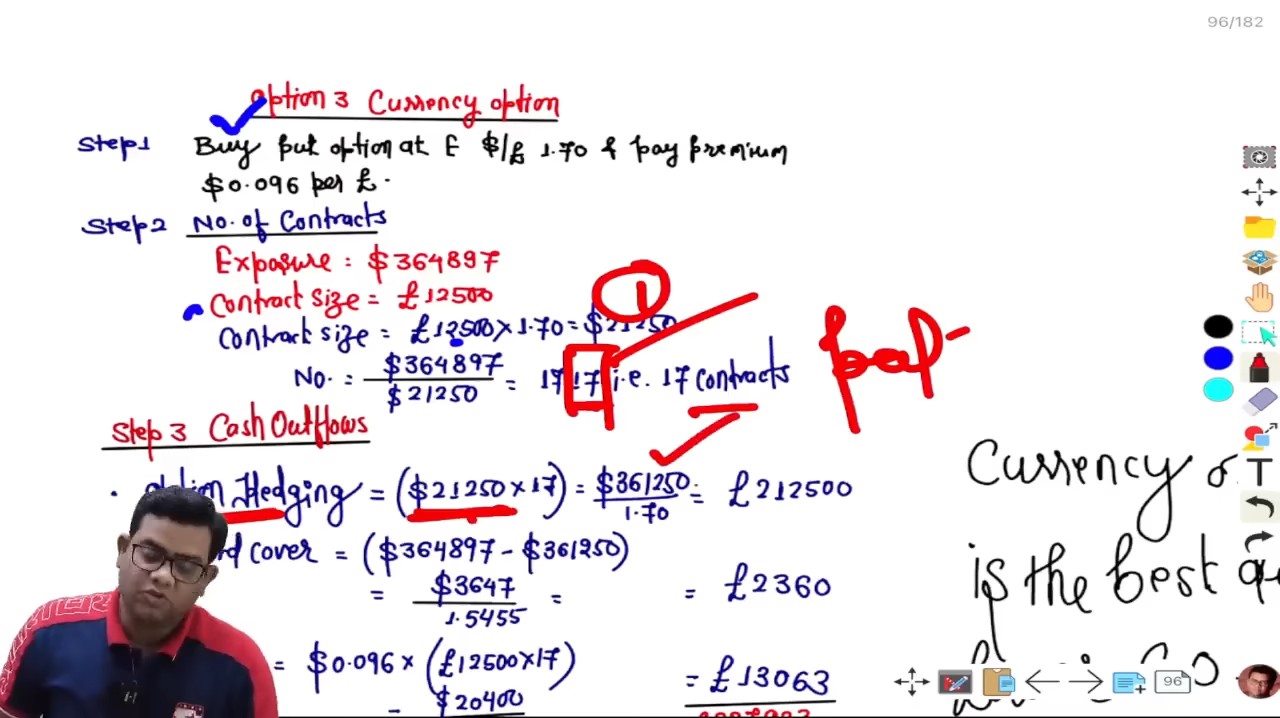 96/182
Option 3 Currency option
Step1 Buy put option at E $/£ 1.70 & pay premium
$0.096 per £.
Step2 No. of Contracts
Exposure = $364897
Contract size = £12500
1
Contract size = £12500 x 1.70 = $21250
No. = $364897 / $21250 = 17 17 i.e. 17 contracts
Step 3 Cash Outflows
Hedging = ($21250 x 17) = $361250 / 1.70 = £212500
cover = ($364897 - $361250)
= $3647 / 1.5455 = = £2360
= $0.096 x (£12500 x 17) = £13063
= $20400
Currency o
is the best
T
96